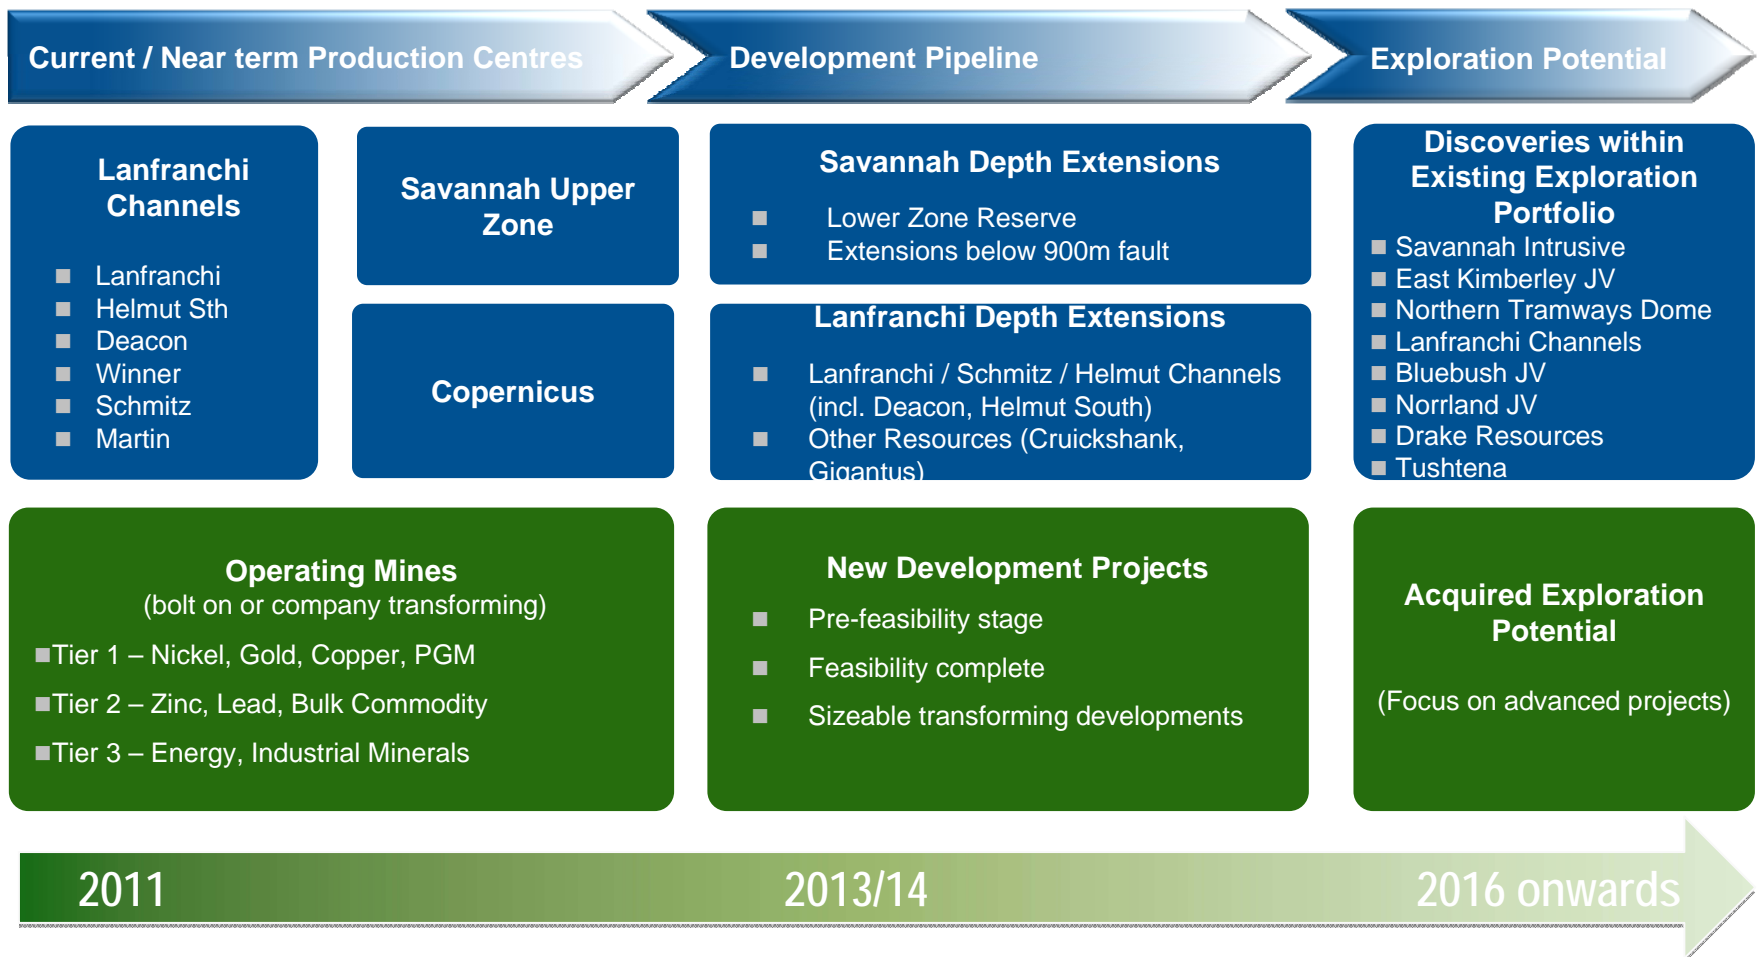 Current / Near term Production Centres
Development Pipeline
Exploration Potential
Lanfranchi
Channels
■ Lanfranchi
■ Helmut Sth
■ Deacon
■ Winner
■ Schmitz
■ Martin
Savannah Upper
Zone
Copernicus
Savannah Depth Extensions
■ Lower Zone Reserve
■ Extensions below 900m fault
Lanfranchi Depth Extensions
■ Lanfranchi / Schmitz / Helmut Channels
(incl. Deacon, Helmut South)
■ Other Resources (Cruickshank,
Gigantus)
Discoveries within
Existing Exploration
Portfolio
■ Savannah Intrusive
■ East Kimberley JV
■ Northern Tramways Dome
■ Lanfranchi Channels
■ Bluebush JV
■ Norrland JV
■ Drake Resources
■ Tushtena
Operating Mines
(bolt on or company transforming)
■Tier 1 – Nickel, Gold, Copper, PGM
■Tier 2 – Zinc, Lead, Bulk Commodity
■Tier 3 – Energy, Industrial Minerals
New Development Projects
■ Pre-feasibility stage
■ Feasibility complete
■ Sizeable transforming developments
Acquired Exploration
Potential
(Focus on advanced projects)
2011
2013/14
2016 onwards